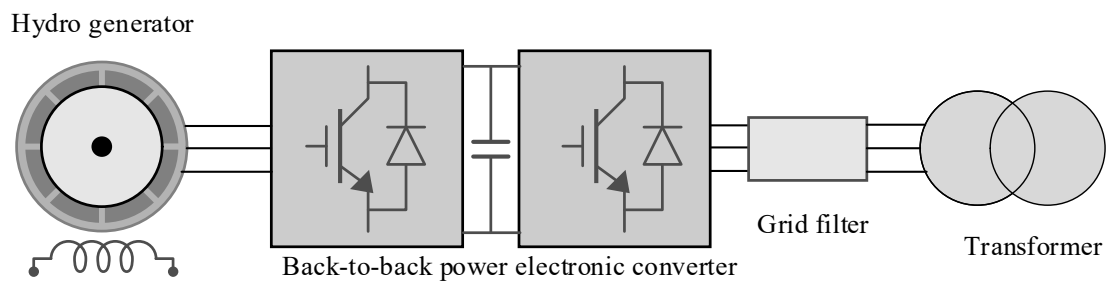 Hydro generator
Grid filter
Transformer
Back-to-back power electronic converter